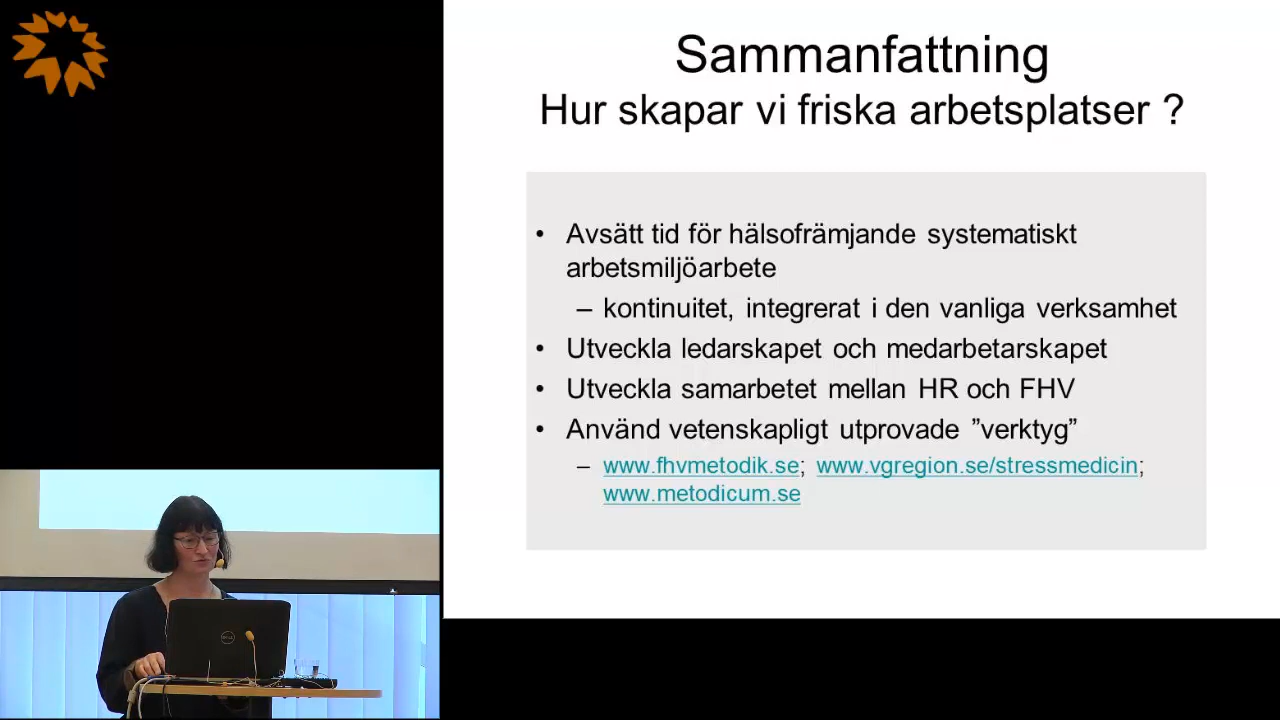 Sammanfattning
Hur skapar vi friska arbetsplatser ?
• Avsätt tid för hälsofrämjande systematiskt
arbetsmiljöarbete
– kontinuitet, integrerat i den vanliga verksamhet
• Utveckla ledarskapet och medarbetarskapet
• Utveckla samarbetet mellan HR och FHV
• Använd vetenskapligt utprovade ”verktyg”
– www.fhvmetodik.se; www.vgregion.se/stressmedicin;
www.metodicum.se
DELL